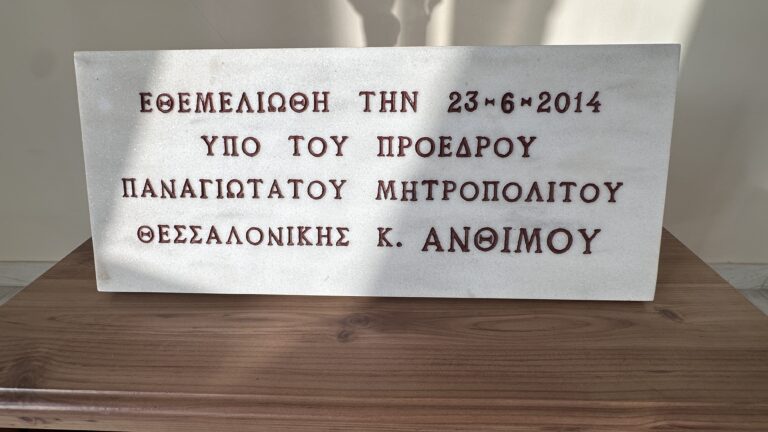 ΕΘΕΜΕΛΙΩΘΗ ΤΗΝ 23-6-2014
ΥΠΟ ΤΟΥ ΠΡΟΕΔΡΟΥ
ΠΑΝΑΓΙΩΤΑΤΟΥ ΜΗΤΡΟΠΟΛΙΤΟΥ
ΘΕΣΣΑΛΟΝΙΚΗΣ Κ. ΑΝΘΙΜΟΥ